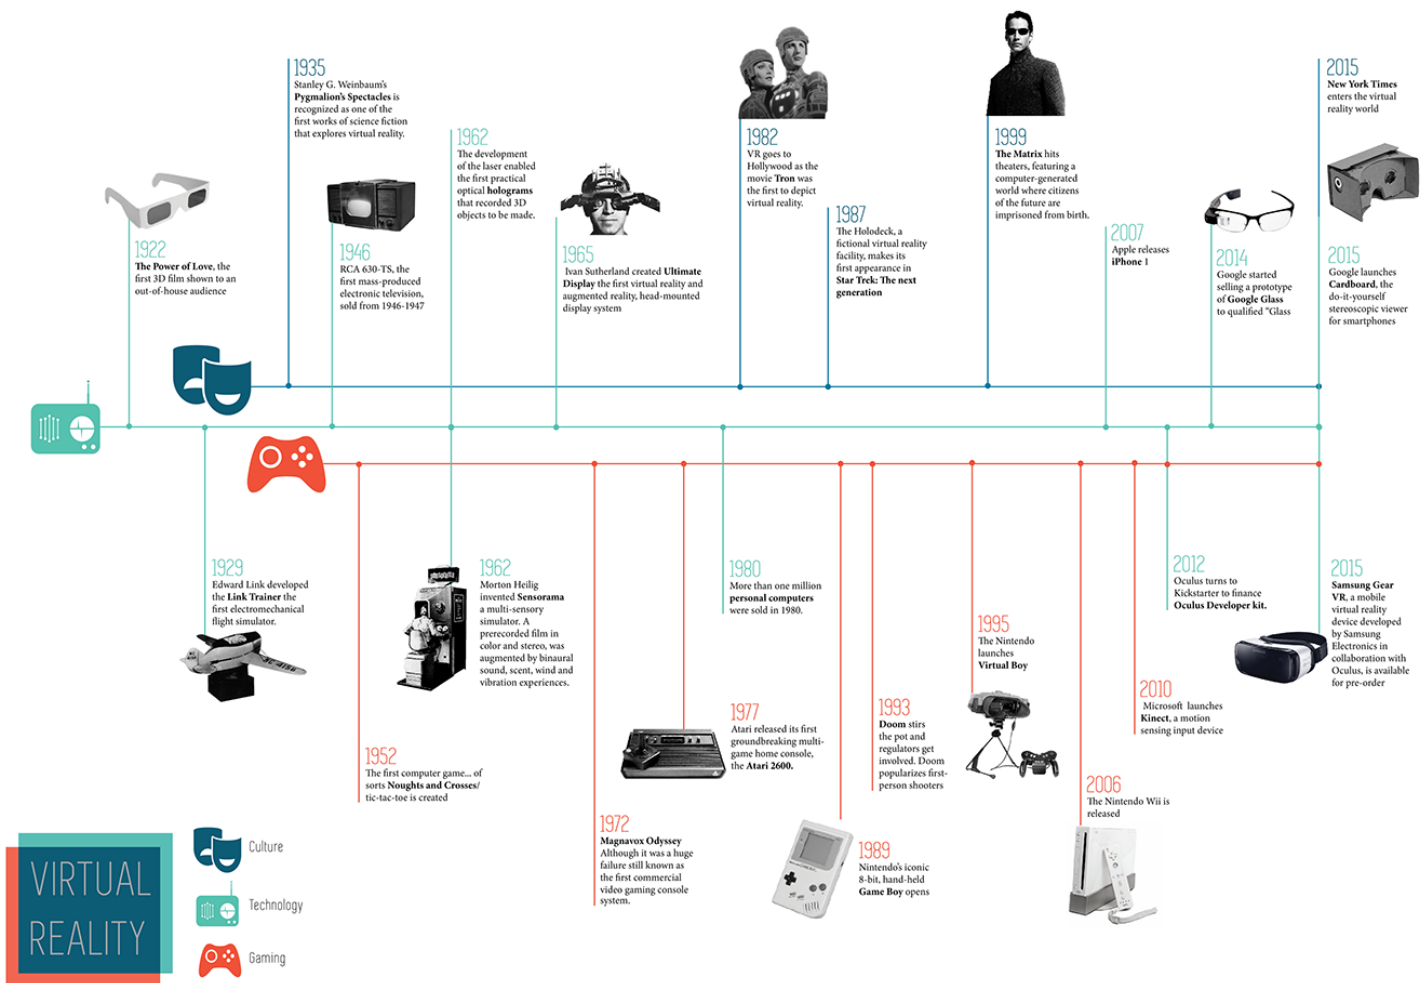 1935
Stanley G. Weinbaum's
Pygmalion's Spectacles is
recognized as one of the
first works of science fiction
that explores virtual reality.
1962
The development
of the laser enabled
the first practical
optical holograms
that recorded 3D
objects to be made.
1982
VR goes to
Hollywood as the
movie Tron was
the first to depict
virtual reality.
1999
The Matrix hits
theaters, featuring a
computer-generated
world where citizens
of the future are
imprisoned from birth.
2015
New York Times
enters the virtual
reality world
1922
The Power of Love, the
first 3D film shown to an
out-of-house audience
1946
RCA 630-TS, the
first mass-produced
electronic television,
sold from 1946-1947
1965
Ivan Sutherland created Ultimate
Display the first virtual reality and
augmented reality, head-mounted
display system
1987
The Holodeck, a
fictional virtual reality
facility, makes its
first appearance in
Star Trek: The next
generation
2007
Apple releases
iPhone 1
2014
Google started
selling a prototype
of Google Glass
to qualified "Glass
2015
Google launches
Cardboard, the
do-it-yourself
stereoscopic viewer
for smartphones
1929
Edward Link developed
the Link Trainer the
first electromechanical
flight simulator.
1962
Morton Heilig
invented Sensorama
a multi-sensory
simulator. A
prerecorded film in
color and stereo, was
augmented by binaural
sound, scent, wind and
vibration experiences.
1980
More than one million
personal computers
were sold in 1980.
2012
Oculus turns to
Kickstarter to finance
Oculus Developer kit.
2015
Samsung Gear
VR, a mobile
virtual reality
device developed
by Samsung
Electronics in
collaboration with
Oculus, is available
for pre-order
1952
The first computer game... of
sorts Noughts and Crosses/
tic-tac-toe is created
1972
Magnavox Odyssey
Although it was a huge
failure still known as
the first commercial
video gaming console
system.
1977
Atari released its first
groundbreaking multi-
game home console,
the Atari 2600.
1989
Nintendo's iconic
8-bit, hand-held
Game Boy opens
1993
Doom stirs
the pot and
regulators get
involved. Doom
popularizes first-
person shooters
1995
The Nintendo
launches
Virtual Boy
2006
The Nintendo Wii is
released
2010
Microsoft launches
Kinect, a motion
sensing input device
VIRTUAL
REALITY
Culture
Technology
Gaming